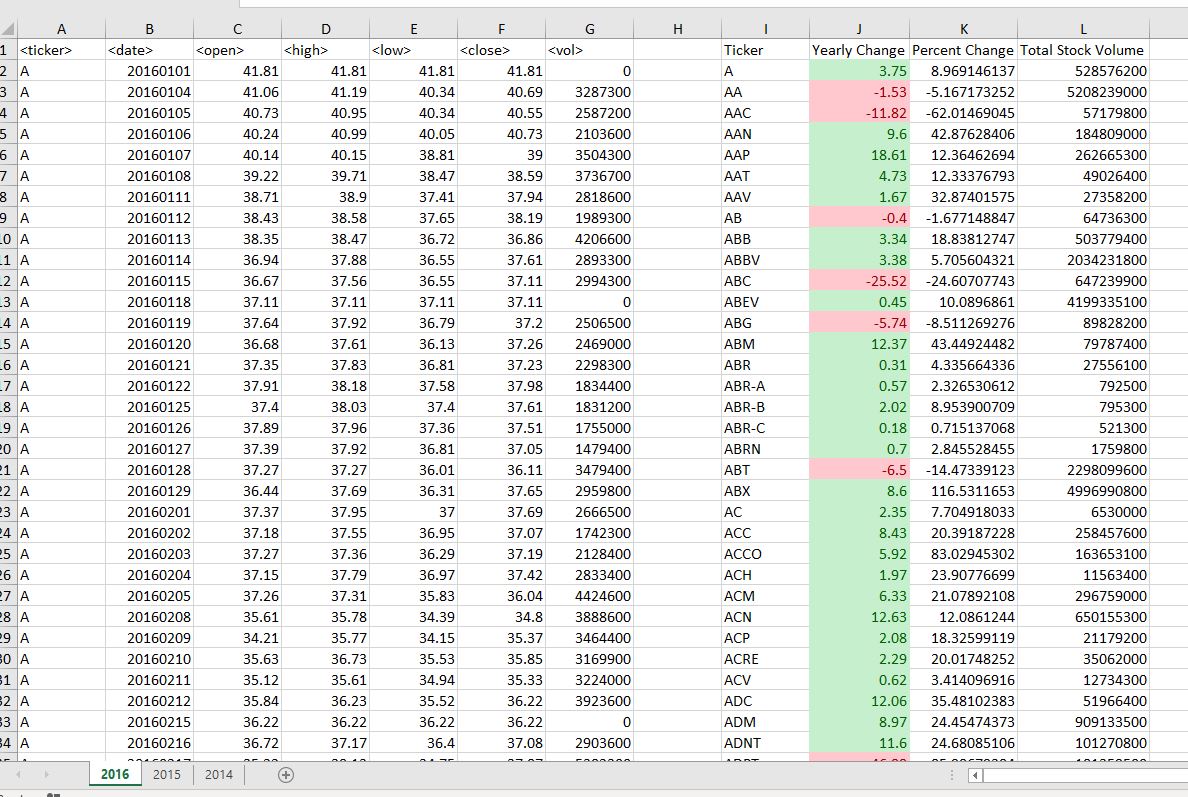 A B C D E F G H I J K L
1 <ticker> <date> <open> <high> <low> <close> <vol> Ticker Yearly Change Percent Change Total Stock Volume
2 A 20160101 41.81 41.81 41.81 41.81 0 A 3.75 8.969146137 528576200
3 A 20160104 41.06 41.19 40.34 40.69 3287300 AA -1.53 -5.167173252 5208239000
4 A 20160105 40.73 40.95 40.34 40.55 2587200 AAC -11.82 -62.01469045 57179800
5 A 20160106 40.24 40.99 40.05 40.73 2103600 AAN 9.6 42.87628406 184809000
6 A 20160107 40.14 40.15 38.81 39 3504300 AAP 18.61 12.36462694 262665300
7 A 20160108 39.22 39.71 38.47 38.59 3736700 AAT 4.73 12.33376793 49026400
8 A 20160111 38.71 38.9 37.41 37.94 2818600 AAV 1.67 32.87401575 27358200
9 A 20160112 38.43 38.58 37.65 38.19 1989300 AB -0.4 -1.677148847 64736300
10 A 20160113 38.35 38.47 36.72 36.86 4206600 ABB 3.34 18.83812747 503779400
11 A 20160114 36.94 37.88 36.55 37.61 2893300 ABBV 3.38 5.705604321 2034231800
12 A 20160115 36.67 37.56 36.55 37.11 2994300 ABC -25.52 -24.60707743 647239900
13 A 20160118 37.11 37.11 37.11 37.11 0 ABEV 0.45 10.0896861 4199335100
14 A 20160119 37.64 37.92 36.79 37.2 2506500 ABG -5.74 -8.511269276 89828200
15 A 20160120 36.68 37.61 36.13 37.26 2469000 ABM 12.37 43.44924482 79787400
16 A 20160121 37.35 37.83 36.81 37.23 2298300 ABR 0.31 4.335664336 27556100
17 A 20160122 37.91 38.18 37.58 37.98 1834400 ABR-A 0.57 2.326530612 792500
18 A 20160125 37.4 38.03 37.4 37.61 1831200 ABR-B 2.02 8.953900709 795300
19 A 20160126 37.89 37.96 37.36 37.51 1755000 ABR-C 0.18 0.715137068 521300
20 A 20160127 37.39 37.92 36.81 37.05 1479400 ABRN 0.7 2.845528455 1759800
21 A 20160128 37.27 37.27 36.01 36.11 3479400 ABT -6.5 -14.47339123 2298099600
22 A 20160129 36.44 37.69 36.31 37.65 2959800 ABX 8.6 116.5311653 4996990800
23 A 20160201 37.37 37.95 37 37.69 2666500 AC 2.35 7.704918033 6530000
24 A 20160202 37.18 37.55 36.95 37.07 1742300 ACC 8.43 20.39187228 258457600
25 A 20160203 37.27 37.36 36.29 37.19 2128400 ACCO 5.92 83.02945302 163653100
26 A 20160204 37.15 37.79 36.97 37.42 2833400 ACH 1.97 23.90776699 11563400
27 A 20160205 37.26 37.31 35.83 36.04 4424600 ACM 6.33 21.07892108 296759000
28 A 20160208 35.61 35.78 34.39 34.8 3888600 ACN 12.63 12.0861244 650155300
29 A 20160209 34.21 35.77 34.15 35.37 3464400 ACP 2.08 18.32599119 21179200
30 A 20160210 35.63 36.73 35.53 35.85 3169900 ACRE 2.29 20.01748252 35062000
31 A 20160211 35.12 35.61 34.94 35.33 3224000 ACV 0.62 3.414096916 12734300
32 A 20160212 35.84 36.23 35.52 36.22 3923600 ADC 12.06 35.48102383 51966400
33 A 20160215 36.22 36.22 36.22 36.22 0 ADM 8.97 24.45474373 909133500
34 A 20160216 36.72 37.17 36.4 37.08 2903600 ADNT 11.6 24.68085106 101270800
2016 2015 2014